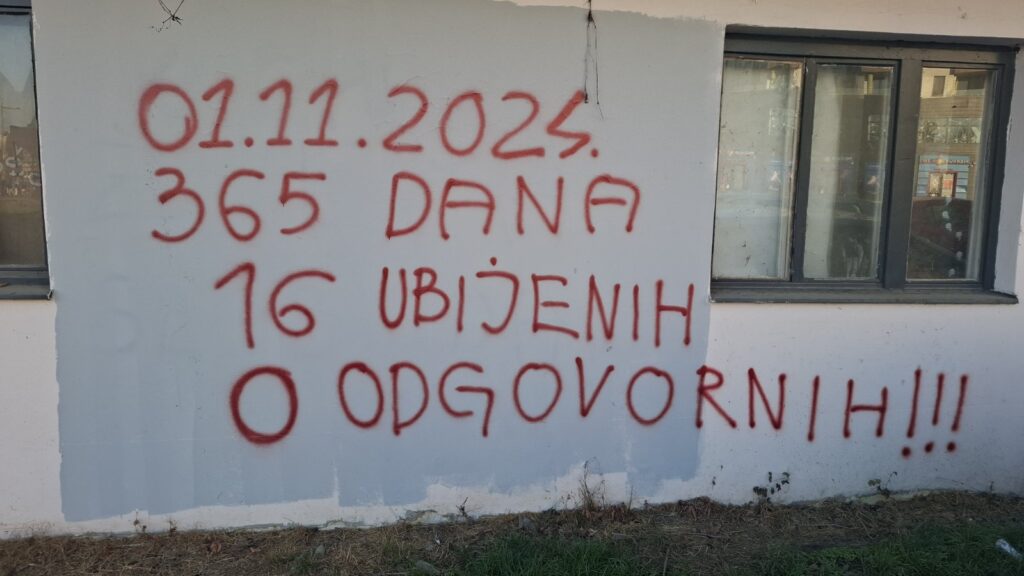 01.11.2025.
365 DANA
16 UBIJENIH
0 ODGOVORNIH!!!